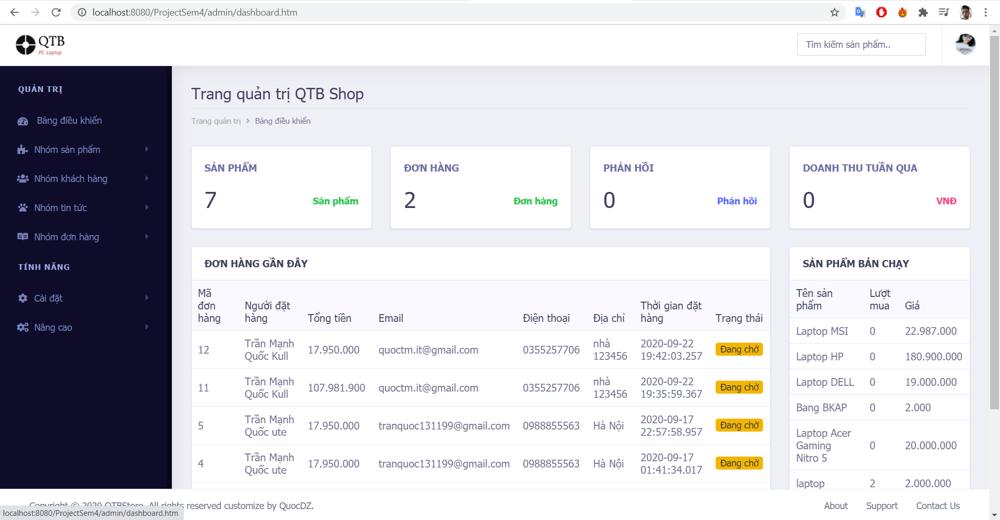 localhost:8080/ProjectSem4/admin/dashboard.htm
QTB
PC-Laptop
Tìm kiếm sản phẩm..
QUẢN TRỊ
Bảng điều khiển
Nhóm sản phẩm
Nhóm khách hàng
Nhóm tin tức
Nhóm đơn hàng
TÍNH NĂNG
Cài đặt
Nâng cao
Trang quản trị QTB Shop
Trang quản trị > Bảng điều khiển
SẢN PHẨM
7 Sản phẩm
ĐƠN HÀNG
2 Đơn hàng
PHẢN HỒI
0 Phản hồi
DOANH THU TUẦN QUA
0 VNĐ
ĐƠN HÀNG GẦN ĐÂY
Mã đơn hàng Người đặt hàng Tổng tiền Email Điện thoại Địa chỉ Thời gian đặt hàng Trạng thái
12 Trần Mạnh Quốc Kull 17.950.000 quoctm.it@gmail.com 0355257706 nhà 123456 2020-09-22 19:42:03.257 Đang chờ
11 Trần Mạnh Quốc Kull 107.981.900 quoctm.it@gmail.com 0355257706 nhà 123456 2020-09-22 19:35:59.367 Đang chờ
5 Trần Mạnh Quốc ute 17.950.000 tranquoc131199@gmail.com 0988855563 Hà Nội 2020-09-17 22:57:58.957 Đang chờ
4 Trần Mạnh Quốc ute 17.950.000 tranquoc131199@gmail.com 0988855563 Hà Nội 2020-09-17 01:41:34.017 Đang chờ
SẢN PHẨM BÁN CHẠY
Tên sản phẩm Lượt mua Giá
Laptop MSI 0 22.987.000
Laptop HP 0 180.900.000
Laptop DELL 0 19.000.000
Bang BKAP 0 2.000
Laptop Acer Gaming Nitro 5 0 20.000.000
laptop 2 2.000.000
Copyright © 2020 QTBStore. All rights reserved customize by QuocDZ.
About Support Contact Us
localhost:8080/ProjectSem4/admin/dashboard.htm